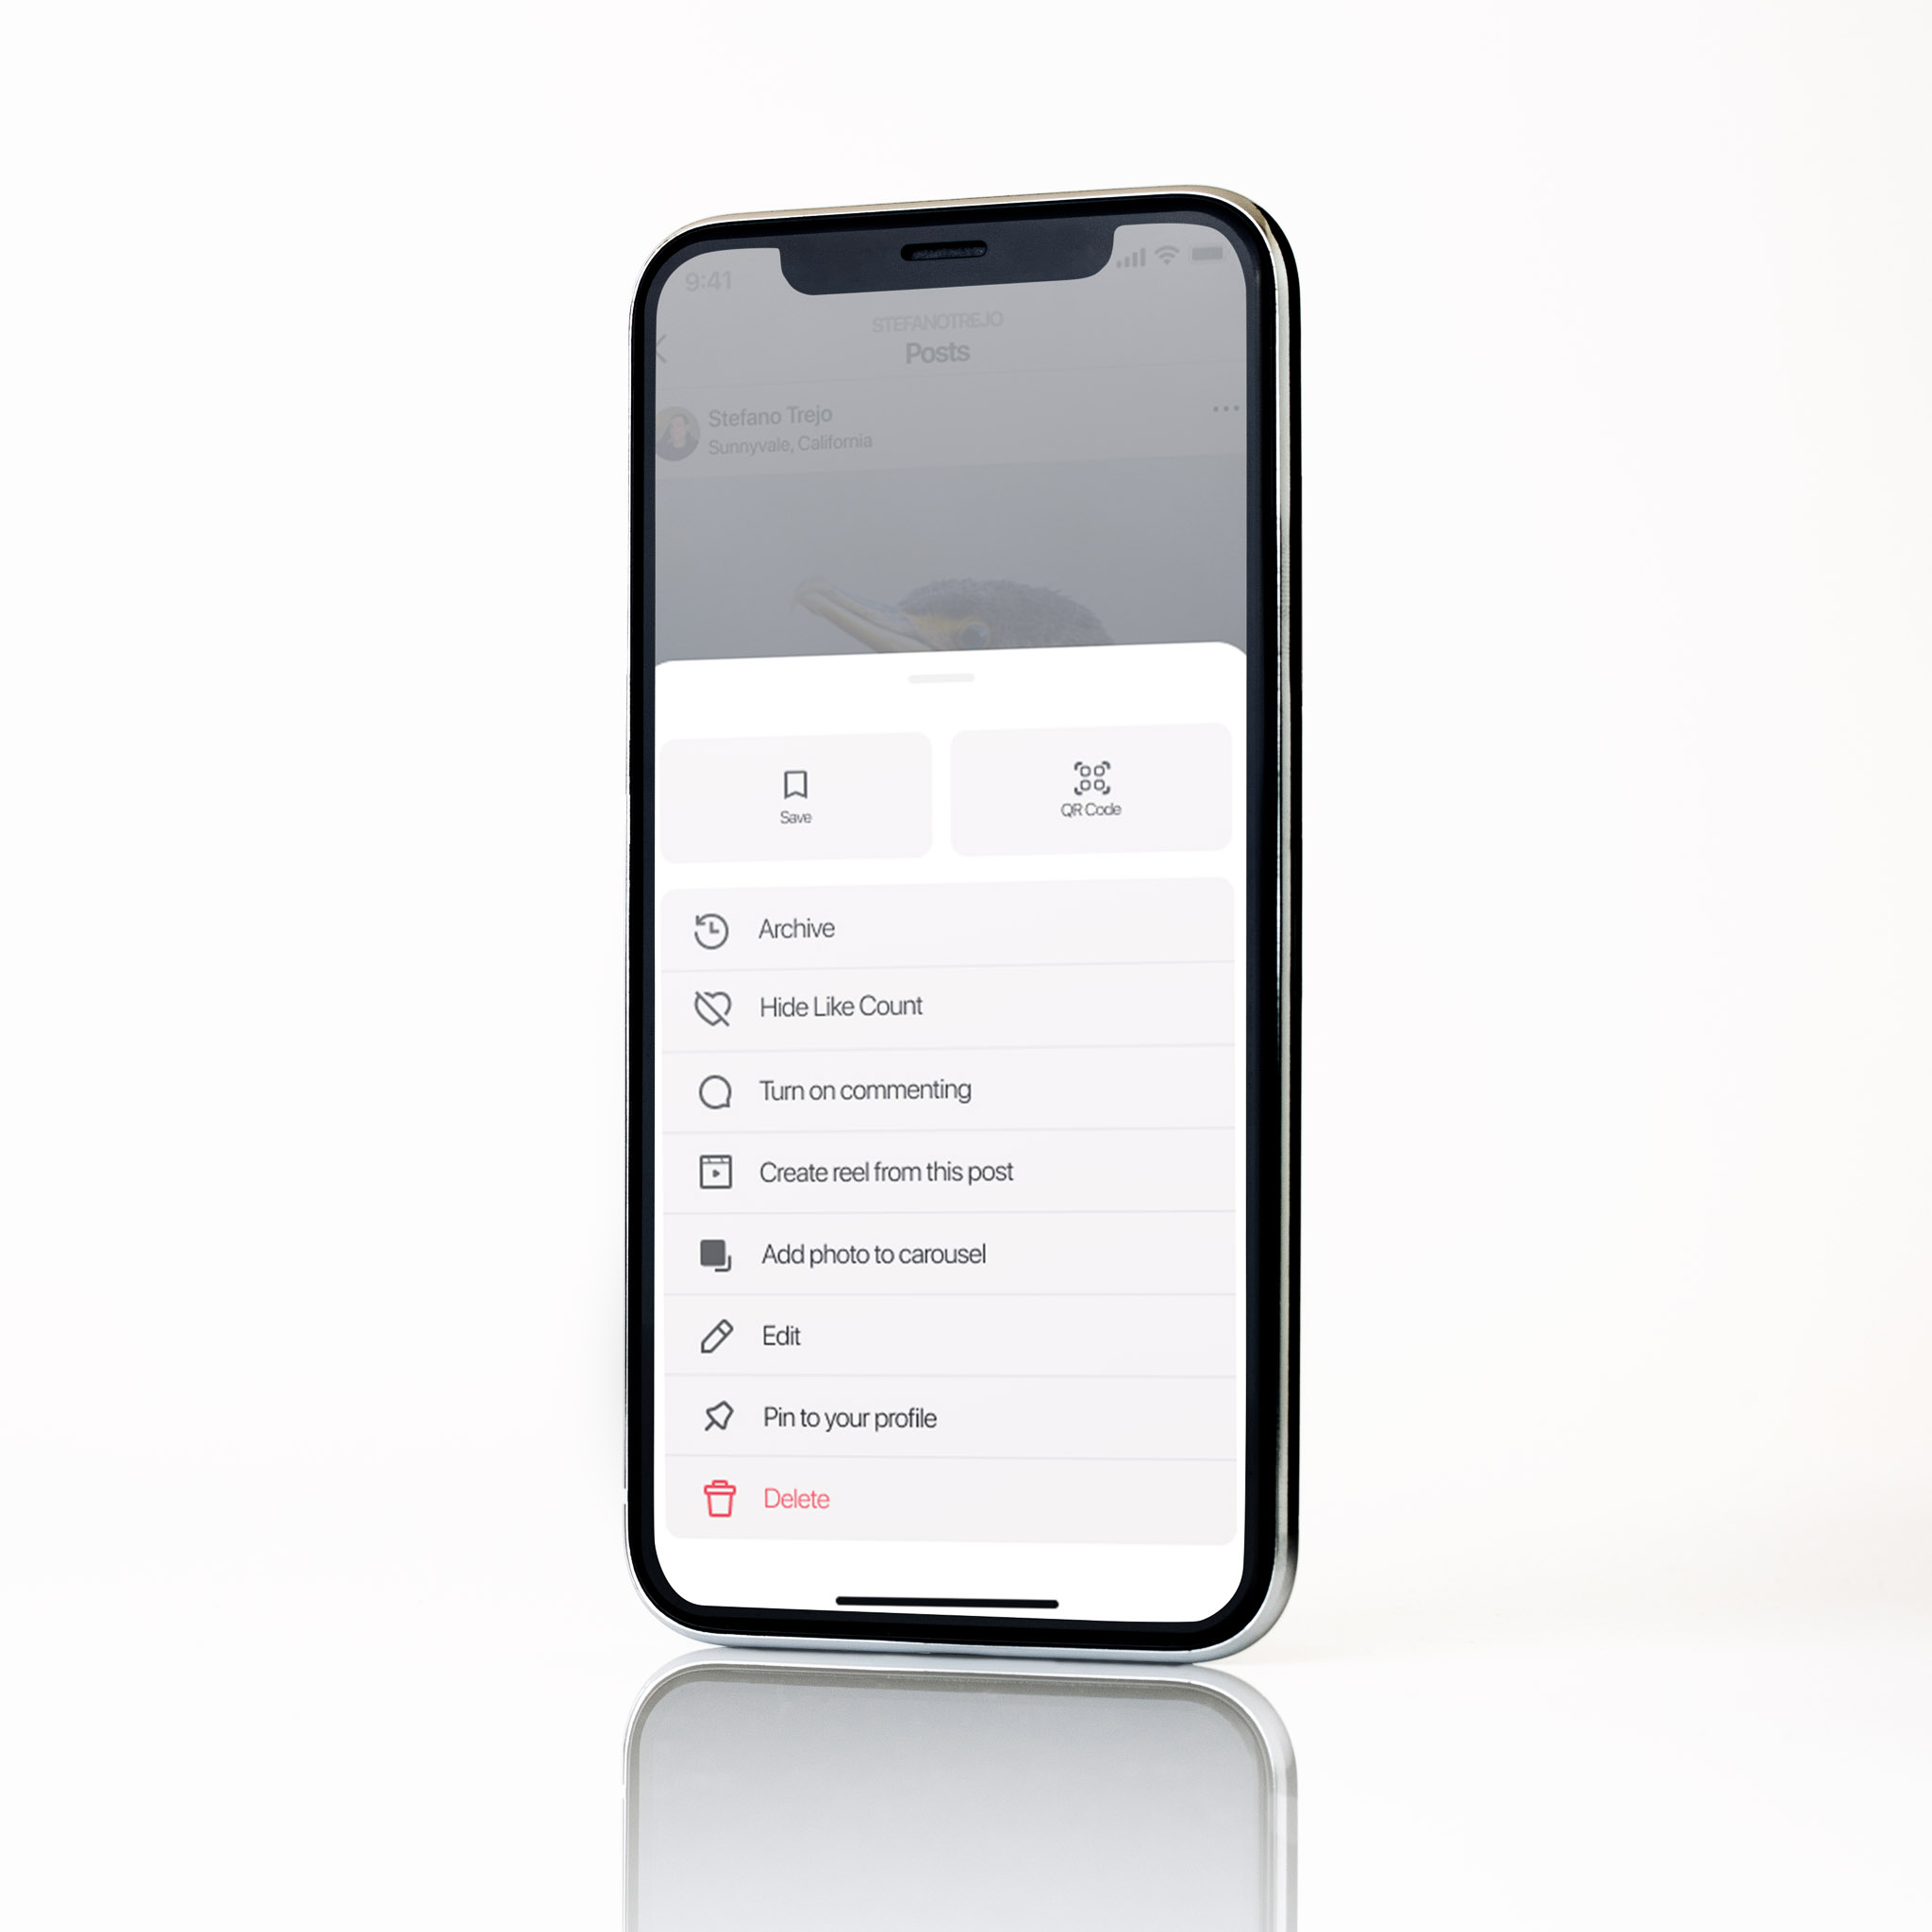 9:41
STEFANOTREJO
Posts
Stefano Trejo
Sunnyvale, California
Save
QR Code
Archive
Hide Like Count
Turn on commenting
Create reel from this post
Add photo to carousel
Edit
Pin to your profile
Delete